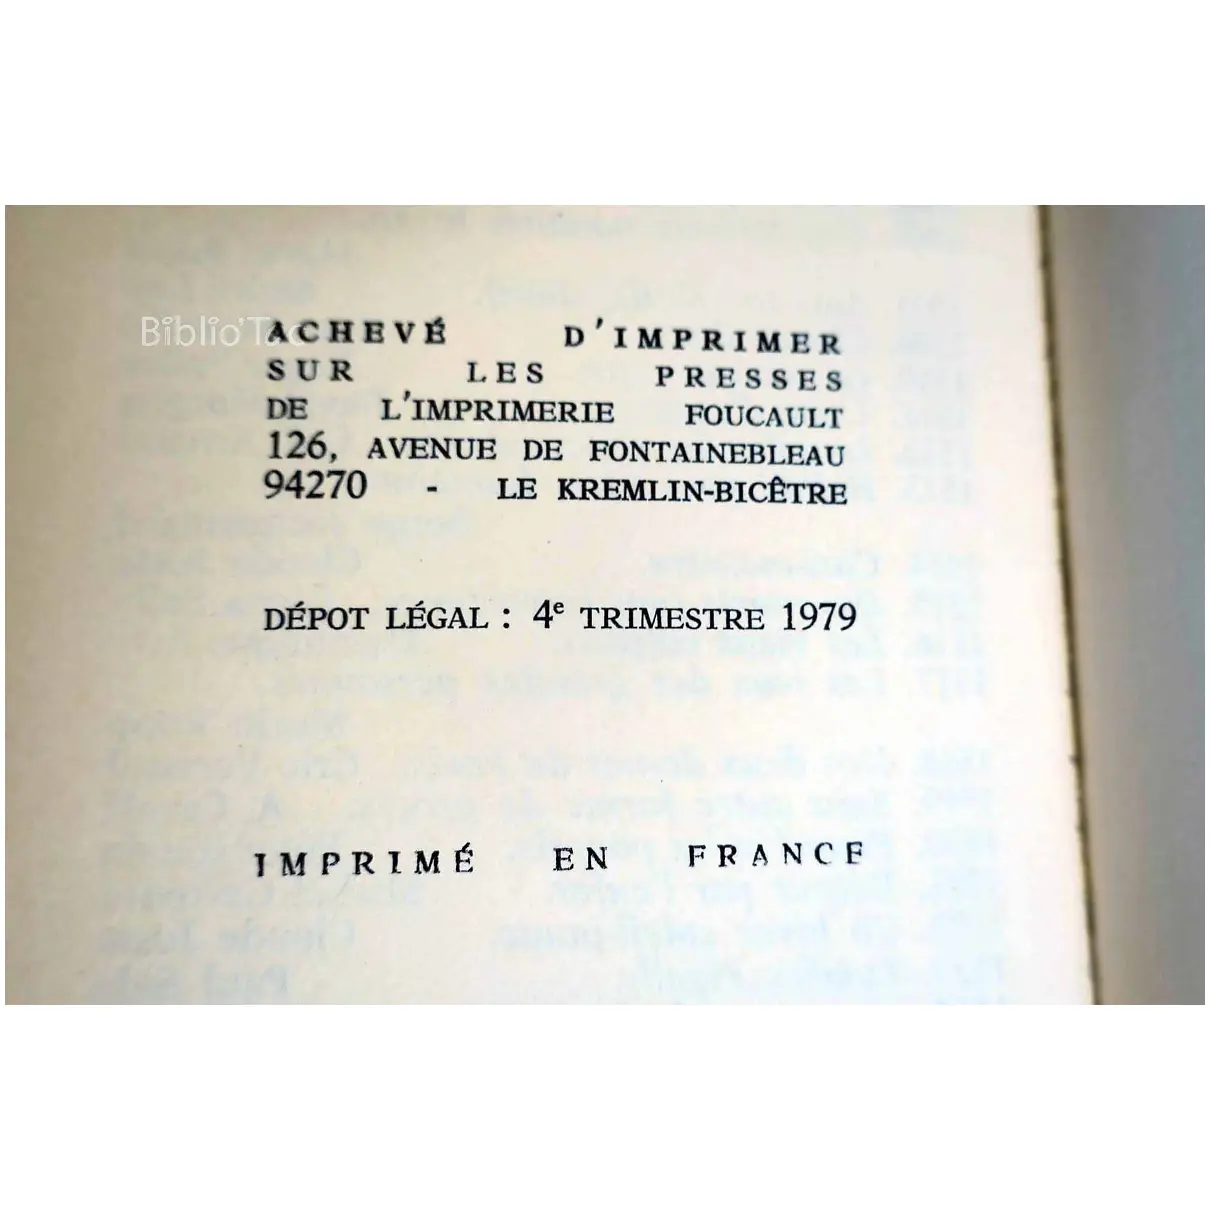 Biblio'Tao
ACHEVÉ D'IMPRIMER
SUR LES PRESSES
DE L'IMPRIMERIE FOUCAULT
126, AVENUE DE FONTAINEBLEAU
94270 - LE KREMLIN-BICÊTRE
DÉPOT LÉGAL : 4e TRIMESTRE 1979
IMPRIMÉ EN FRANCE